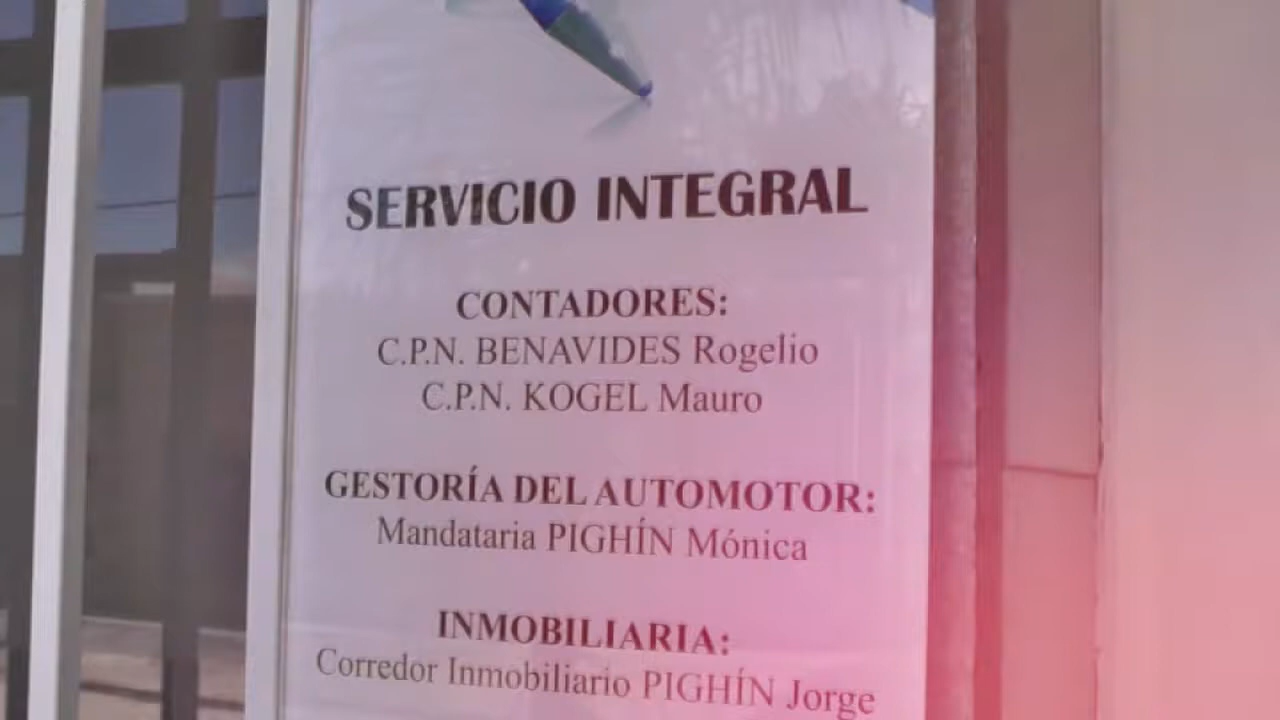 SERVICIO INTEGRAL
CONTADORES:
C.P.N. BENAVIDES Rogelio
C.P.N. KOGEL Mauro
GESTORÍA DEL AUTOMOTOR:
Mandataria PIGHÍN Mónica
INMOBILIARIA:
Corredor Inmobiliario PIGHÍN Jorge